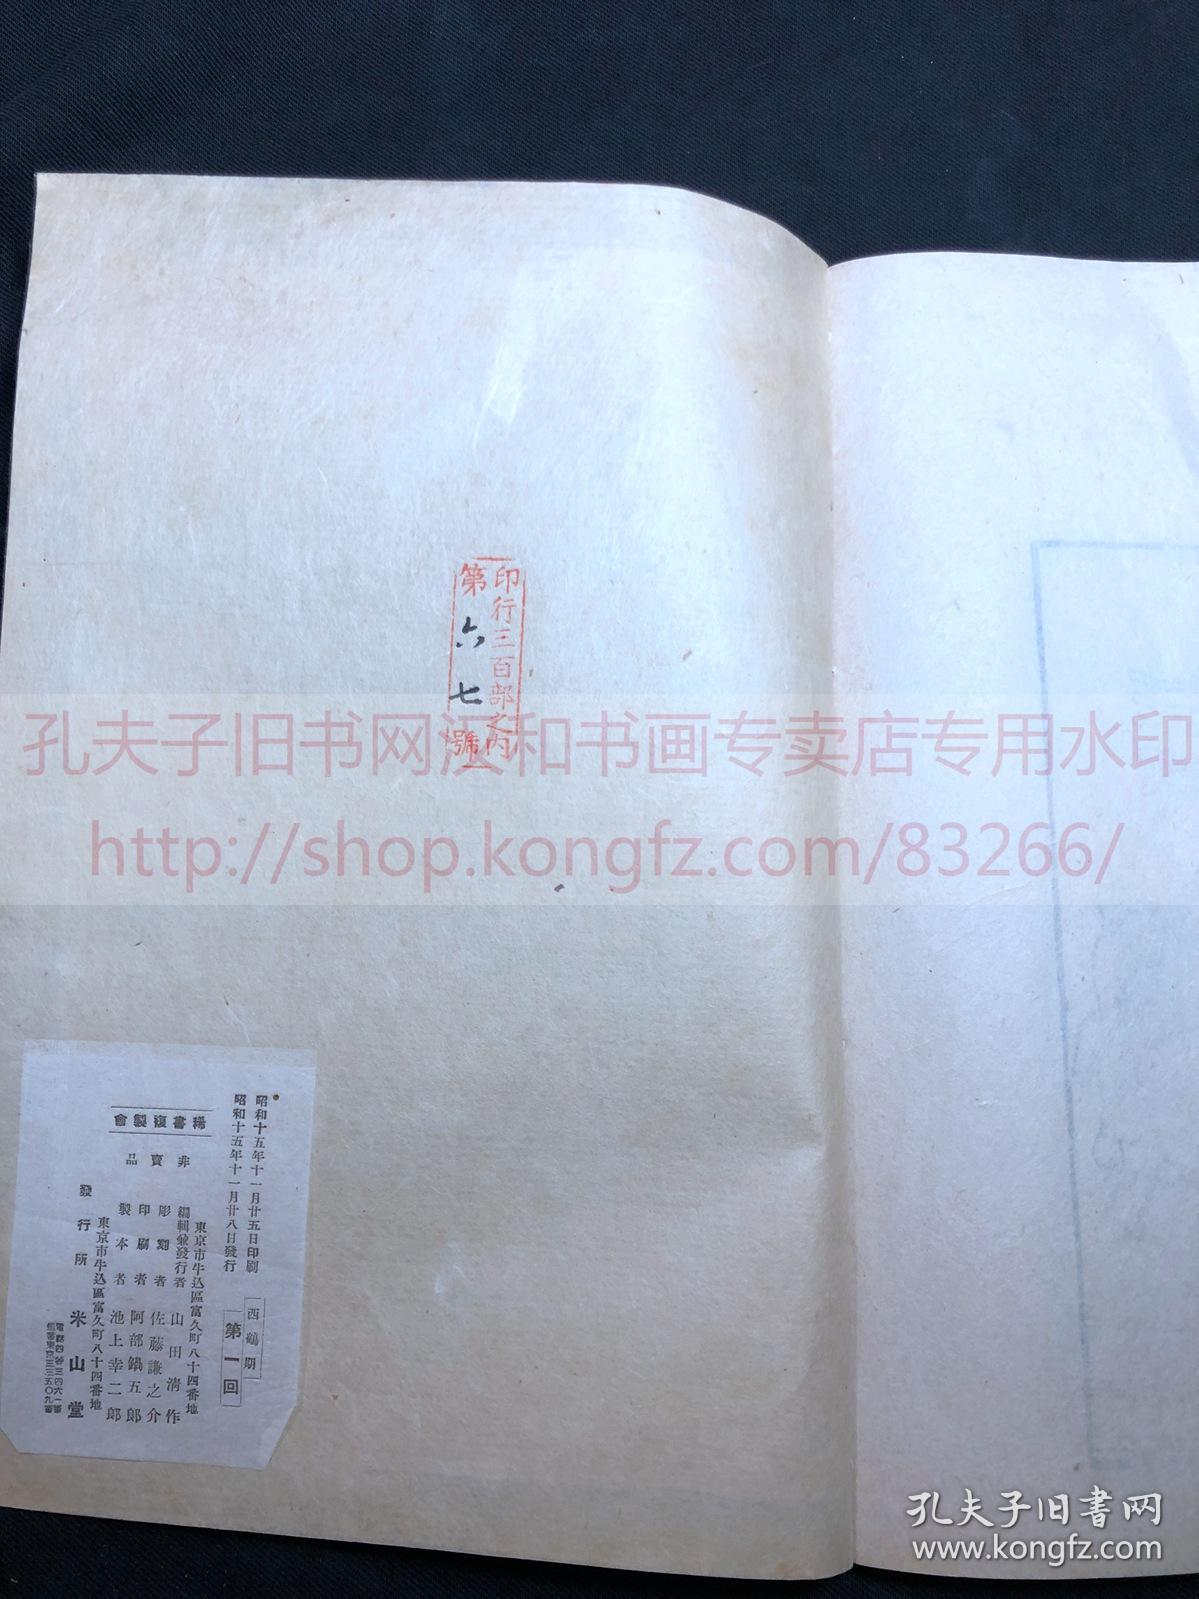 印行三百部之内
第六七號
孔夫子旧书网汉和书画专卖店专用水印
http://shop.kongfz.com/83266/
昭和十五年十一月廿五日印刷
昭和十五年十一月廿八日發行
西鶴期
第一回
稀書複製會
非賣品
東京市牛込區富久町八十四番地
編輯兼發行者 山田清作
彫刻者 佐藤謙之介
印刷者 阿部鍋五郎
製本者 池上幸二郎
東京市牛込區富久町八十四番地
發行所 米山堂
孔夫子旧书网
www.kongfz.com